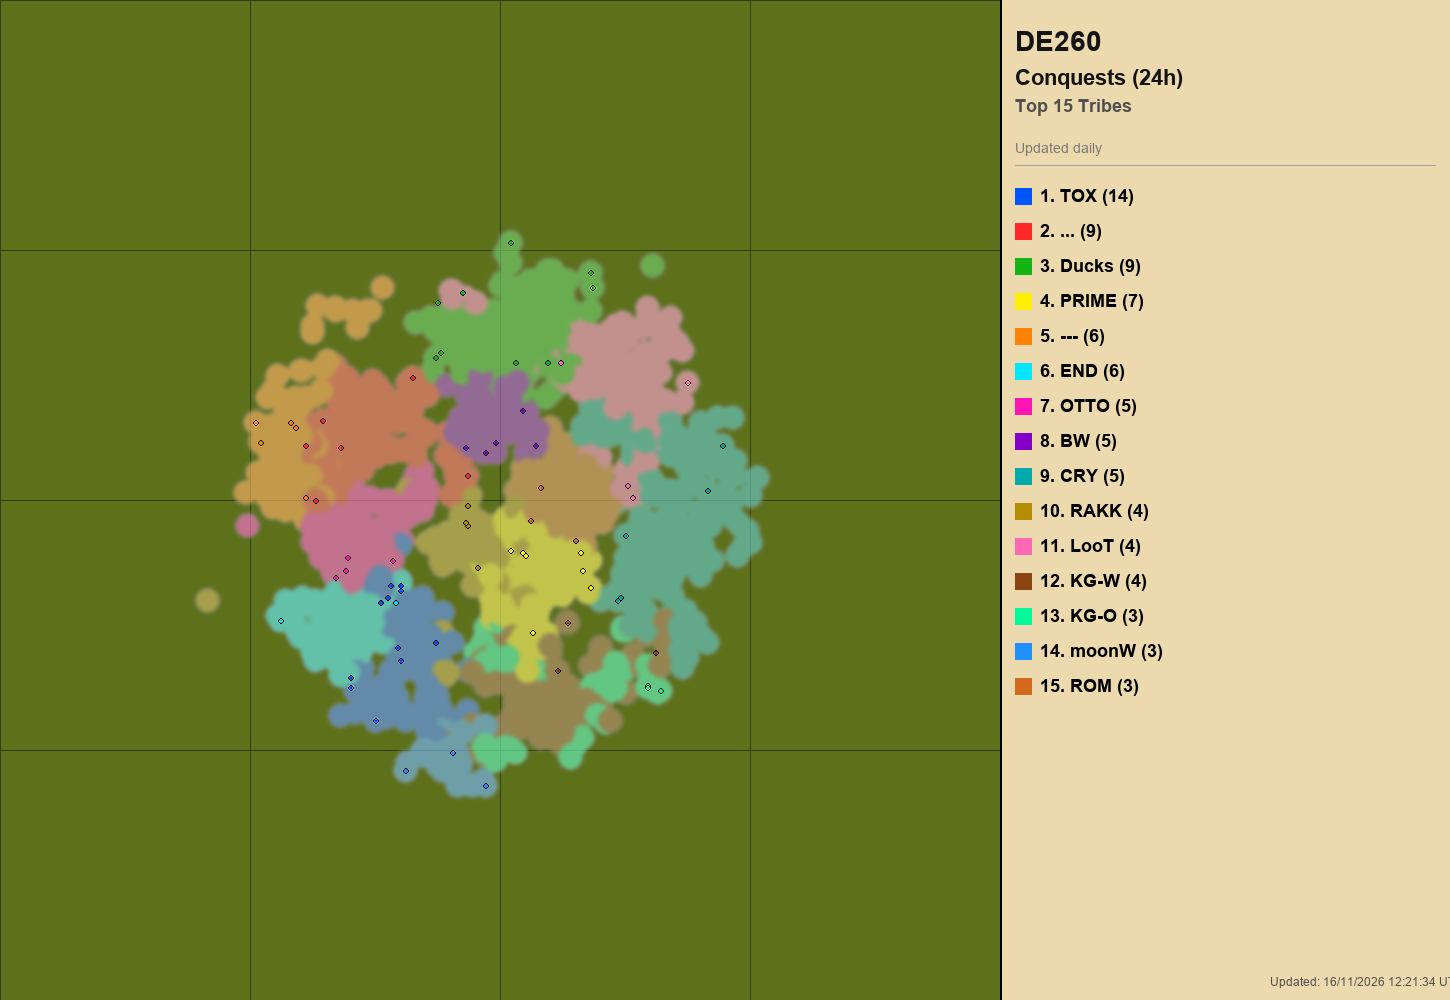 DE260
Conquests (24h)
Top 15 Tribes
Updated daily
1. TOX (14)
2. ... (9)
3. Ducks (9)
4. PRIME (7)
5. --- (6)
6. END (6)
7. OTTO (5)
8. BW (5)
9. CRY (5)
10. RAKK (4)
11. LooT (4)
12. KG-W (4)
13. KG-O (3)
14. moonW (3)
15. ROM (3)
Updated: 16/11/2026 12:21:34 U